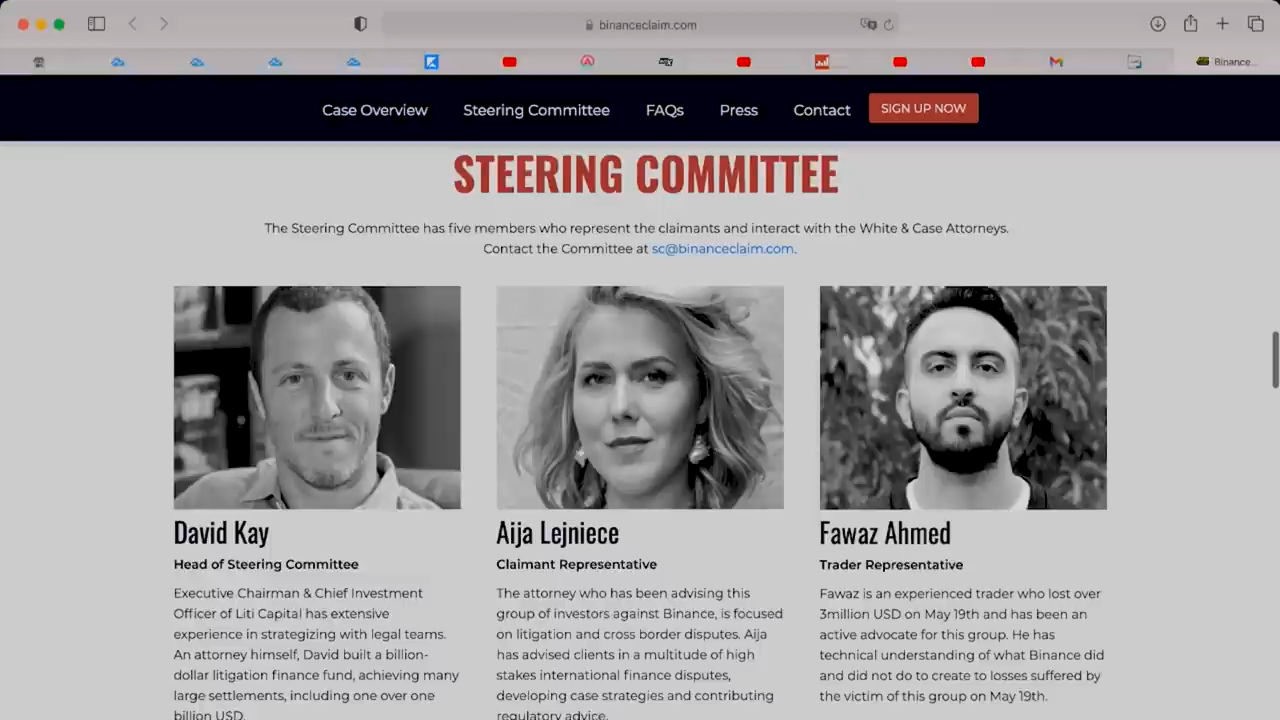 binanceclaim.com
Binance...
Case Overview
Steering Committee
FAQs
Press
Contact
SIGN UP NOW
STEERING COMMITTEE
The Steering Committee has five members who represent the claimants and interact with the White & Case Attorneys.
Contact the Committee at sc@binanceclaim.com.
David Kay
Head of Steering Committee
Executive Chairman & Chief Investment
Officer of Liti Capital has extensive
experience in strategizing with legal teams.
An attorney himself, David built a billion-
dollar litigation finance fund, achieving many
large settlements, including one over one
billion USD.
Aija Lejniece
Claimant Representative
The attorney who has been advising this
group of investors against Binance, is focused
on litigation and cross border disputes. Aija
has advised clients in a multitude of high
stakes international finance disputes,
developing case strategies and contributing
regulatory advice.
Fawaz Ahmed
Trader Representative
Fawaz is an experienced trader who lost over
3million USD on May 19th and has been an
active advocate for this group. He has
technical understanding of what Binance did
and did not do to create to losses suffered by
the victim of this group on May 19th.